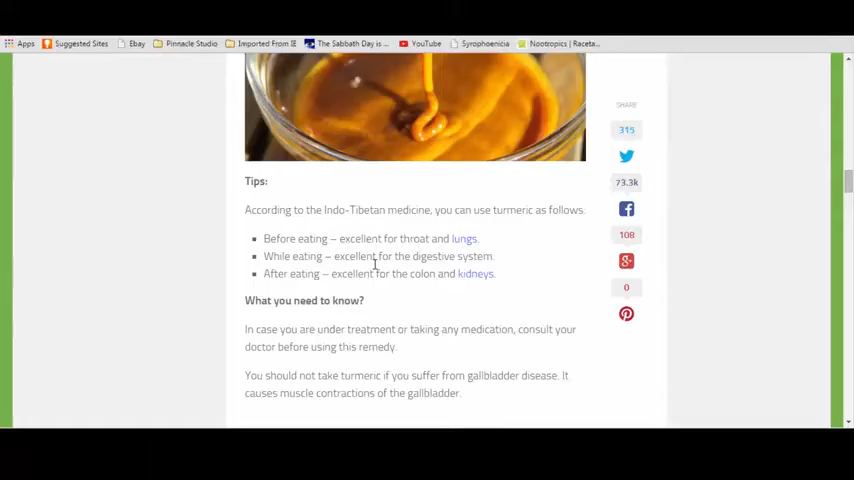 Apps Suggested Sites Ebay Pinnacle Studio Imported From IE The Sabbath Day is ... YouTube Syrophoenicia Nootropics | Raceta...
SHARE
315
73.3k
108
0
Tips:
According to the Indo-Tibetan medicine, you can use turmeric as follows:
Before eating – excellent for throat and lungs.
While eating – excellent for the digestive system.
After eating – excellent for the colon and kidneys.
What you need to know?
In case you are under treatment or taking any medication, consult your
doctor before using this remedy.
You should not take turmeric if you suffer from gallbladder disease. It
causes muscle contractions of the gallbladder.